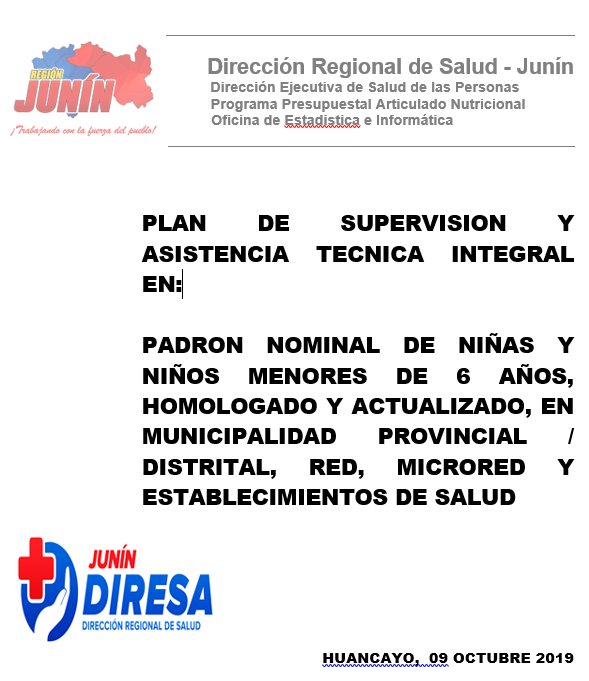 REGIÓN
JUNÍN
¡Trabajando con la fuerza del pueblo!
Dirección Regional de Salud - Junín
Dirección Ejecutiva de Salud de las Personas
Programa Presupuestal Articulado Nutricional
Oficina de Estadistica e Informática
PLAN DE SUPERVISION Y
ASISTENCIA TECNICA INTEGRAL
EN:
PADRON NOMINAL DE NIÑAS Y
NIÑOS MENORES DE 6 AÑOS,
HOMOLOGADO Y ACTUALIZADO, EN
MUNICIPALIDAD PROVINCIAL /
DISTRITAL, RED, MICRORED Y
ESTABLECIMIENTOS DE SALUD
JUNÍN
DIRESA
DIRECCIÓN REGIONAL DE SALUD
HUANCAYO, 09 OCTUBRE 2019